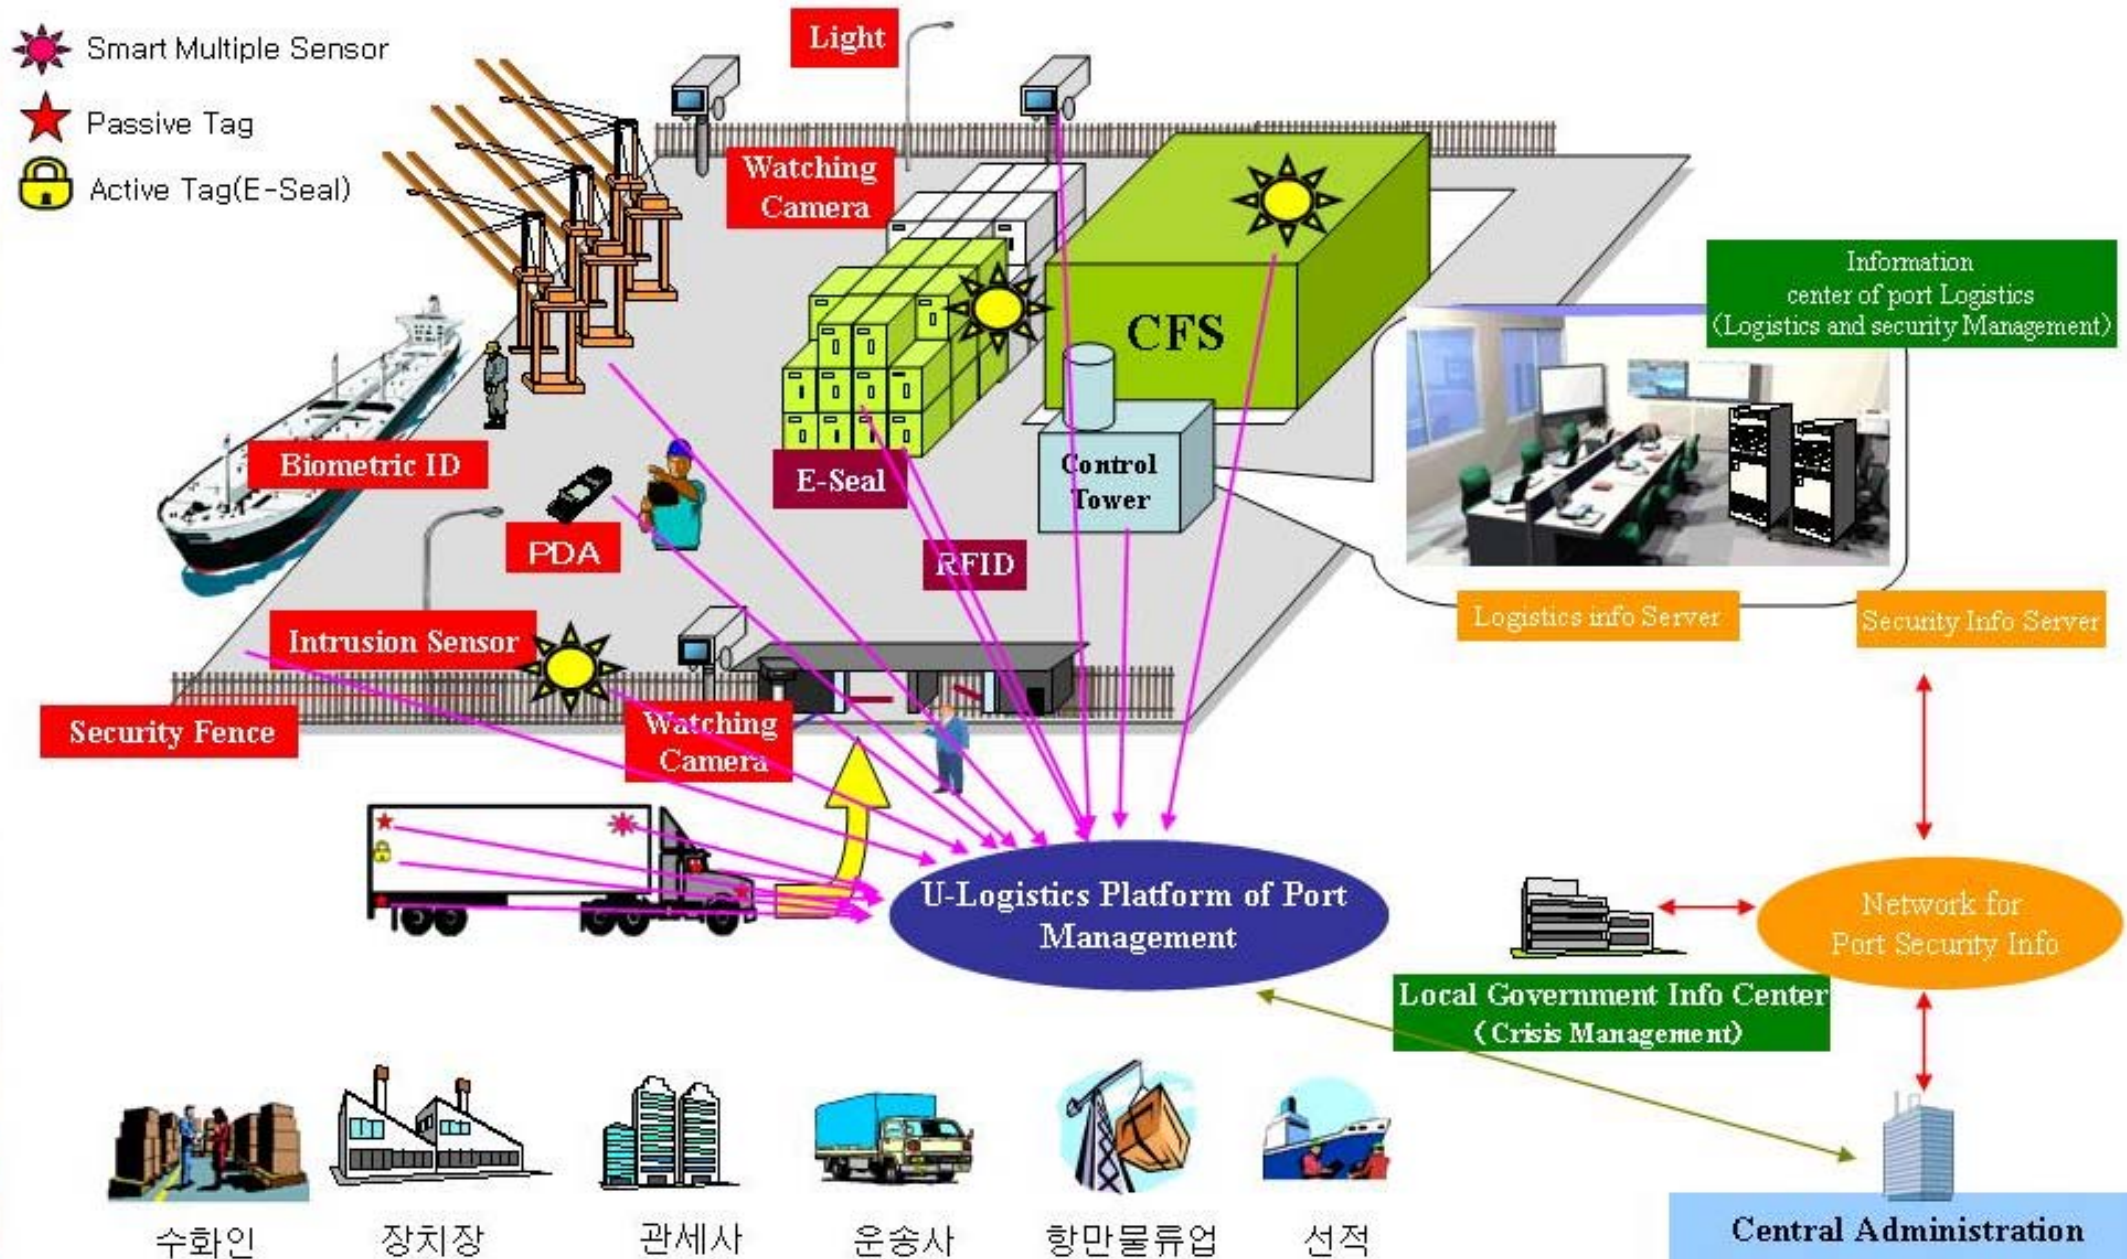 Smart Multiple Sensor
Passive Tag
Active Tag(E-Seal)
Light
Watching
Camera
CFS
Information
center of port Logistics
(Logistics and security Management)
Biometric ID
E-Seal
Control
Tower
PDA
RFID
Logistics info Server
Security Info Server
Intrusion Sensor
Security Fence
Watching
Camera
U-Logistics Platform of Port
Management
Network for
Port Security Info
Local Government Info Center
(Crisis Management)
수화인
장치장
관세사
운송사
항만물류업
선적
Central Administration